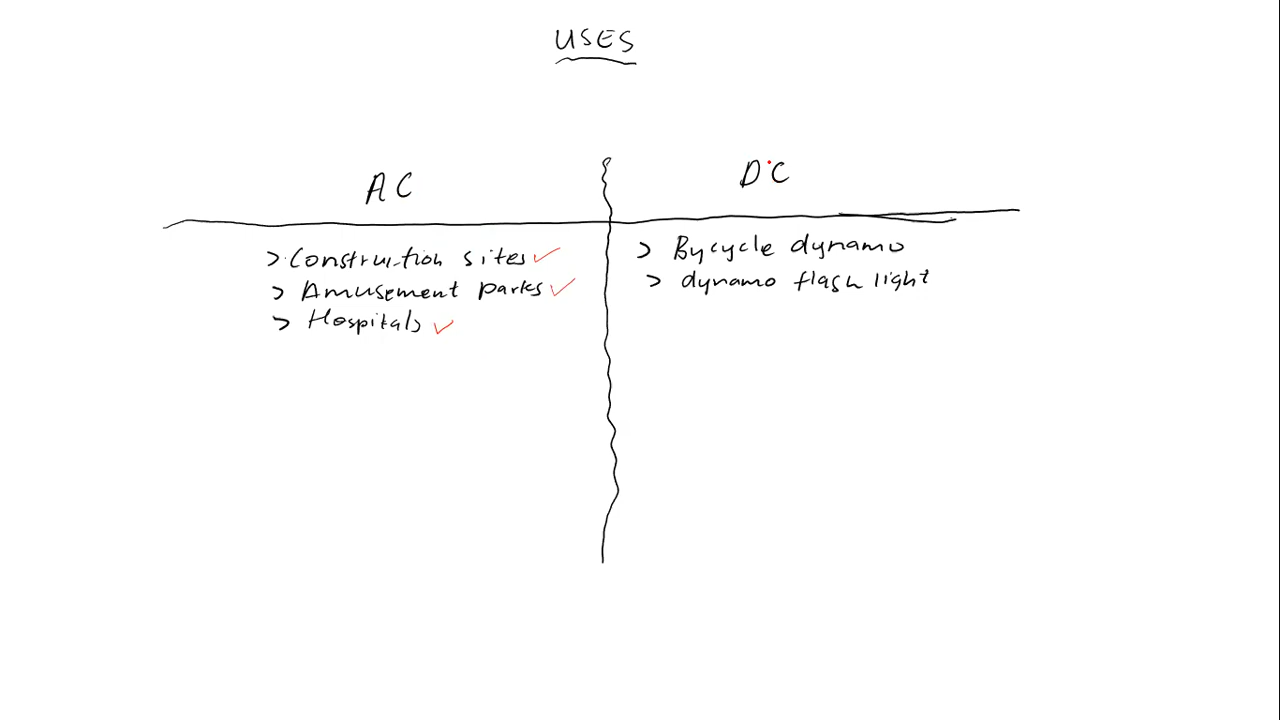 USES
AC
DC
> Construction sites ✓
> Amusement parks ✓
> Hospitals ✓
> Bycycle dynamo
> dynamo flash light